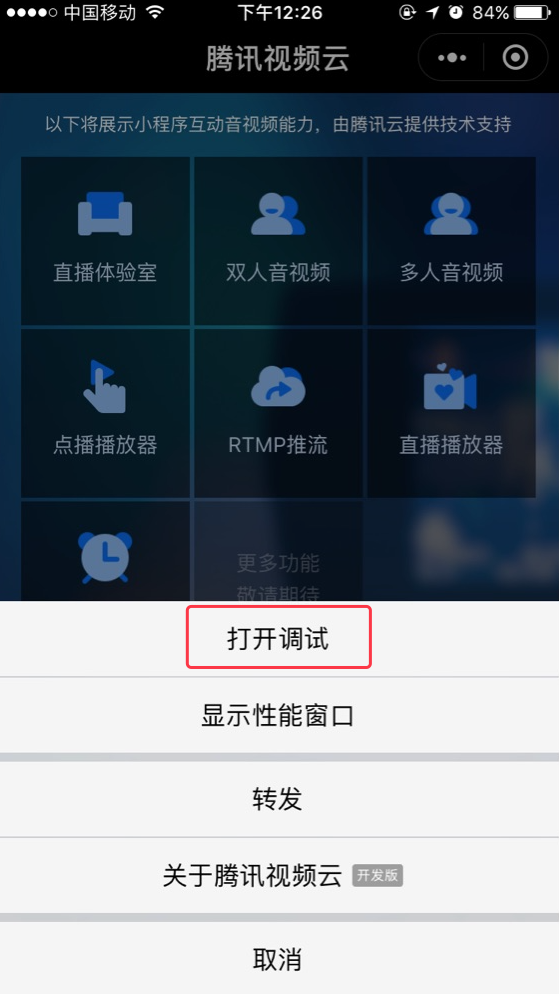 中国移动 下午12:26 84%
腾讯视频云
以下将展示小程序互动音视频能力，由腾讯云提供技术支持
直播体验室 双人音视频 多人音视频
点播播放器 RTMP推流 直播播放器
更多功能
敬请期待
打开调试
显示性能窗口
转发
关于腾讯视频云 开发版
取消